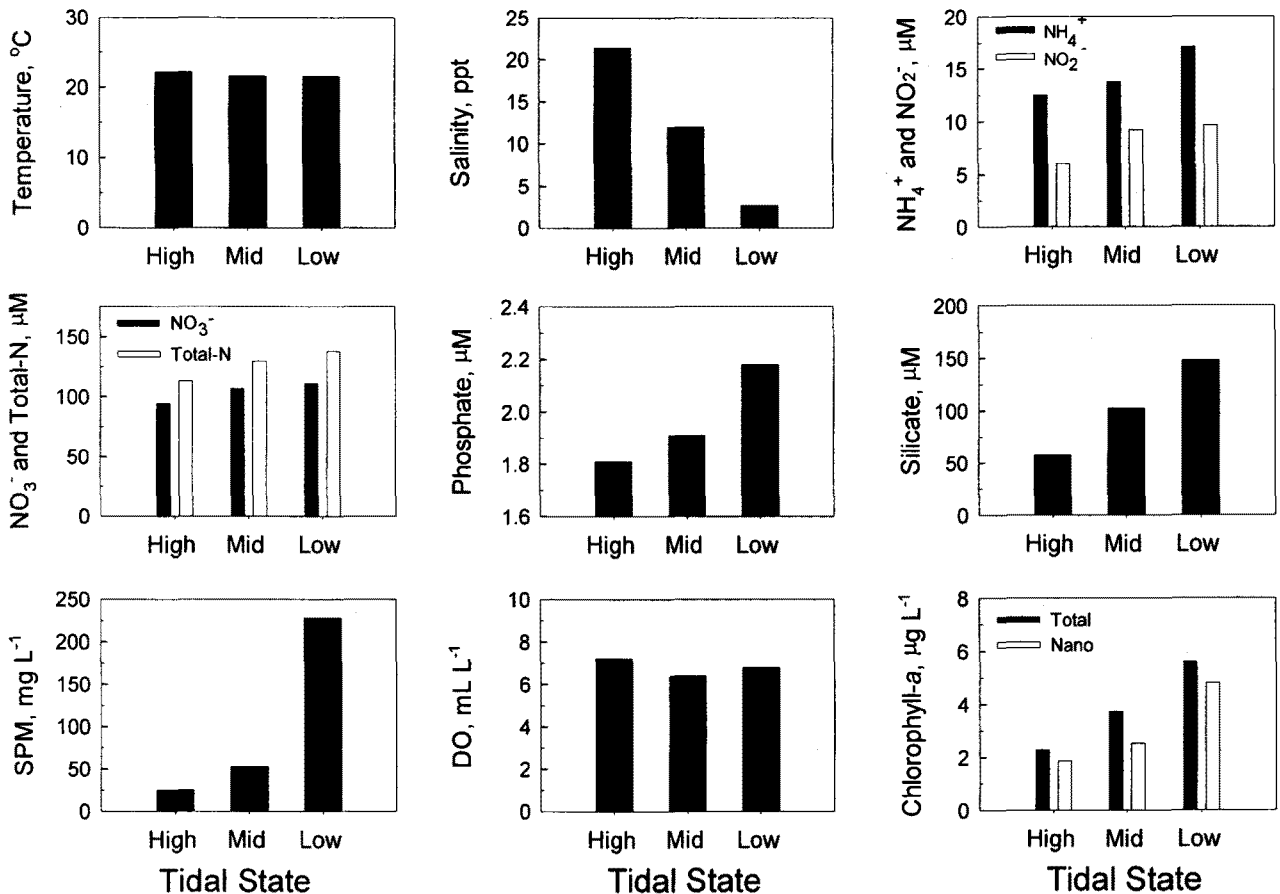 Temperature, °C
30
20
10
0
High Mid Low
Salinity, ppt
25
20
15
10
5
0
High Mid Low
NH₄⁺ and NO₂⁻, μM
20
15
10
5
0
NH₄⁺
NO₂⁻
High Mid Low
NO₃⁻ and Total-N, μM
150
100
50
0
NO₃⁻
Total-N
High Mid Low
Phosphate, μM
2.4
2.2
2.0
1.8
1.6
High Mid Low
Silicate, μM
200
150
100
50
0
High Mid Low
SPM, mg L⁻¹
250
200
150
100
50
0
High Mid Low
Tidal State
DO, mL L⁻¹
10
8
6
4
2
0
High Mid Low
Tidal State
Chlorophyll-a, μg L⁻¹
8
6
4
2
0
Total
Nano
High Mid Low
Tidal State